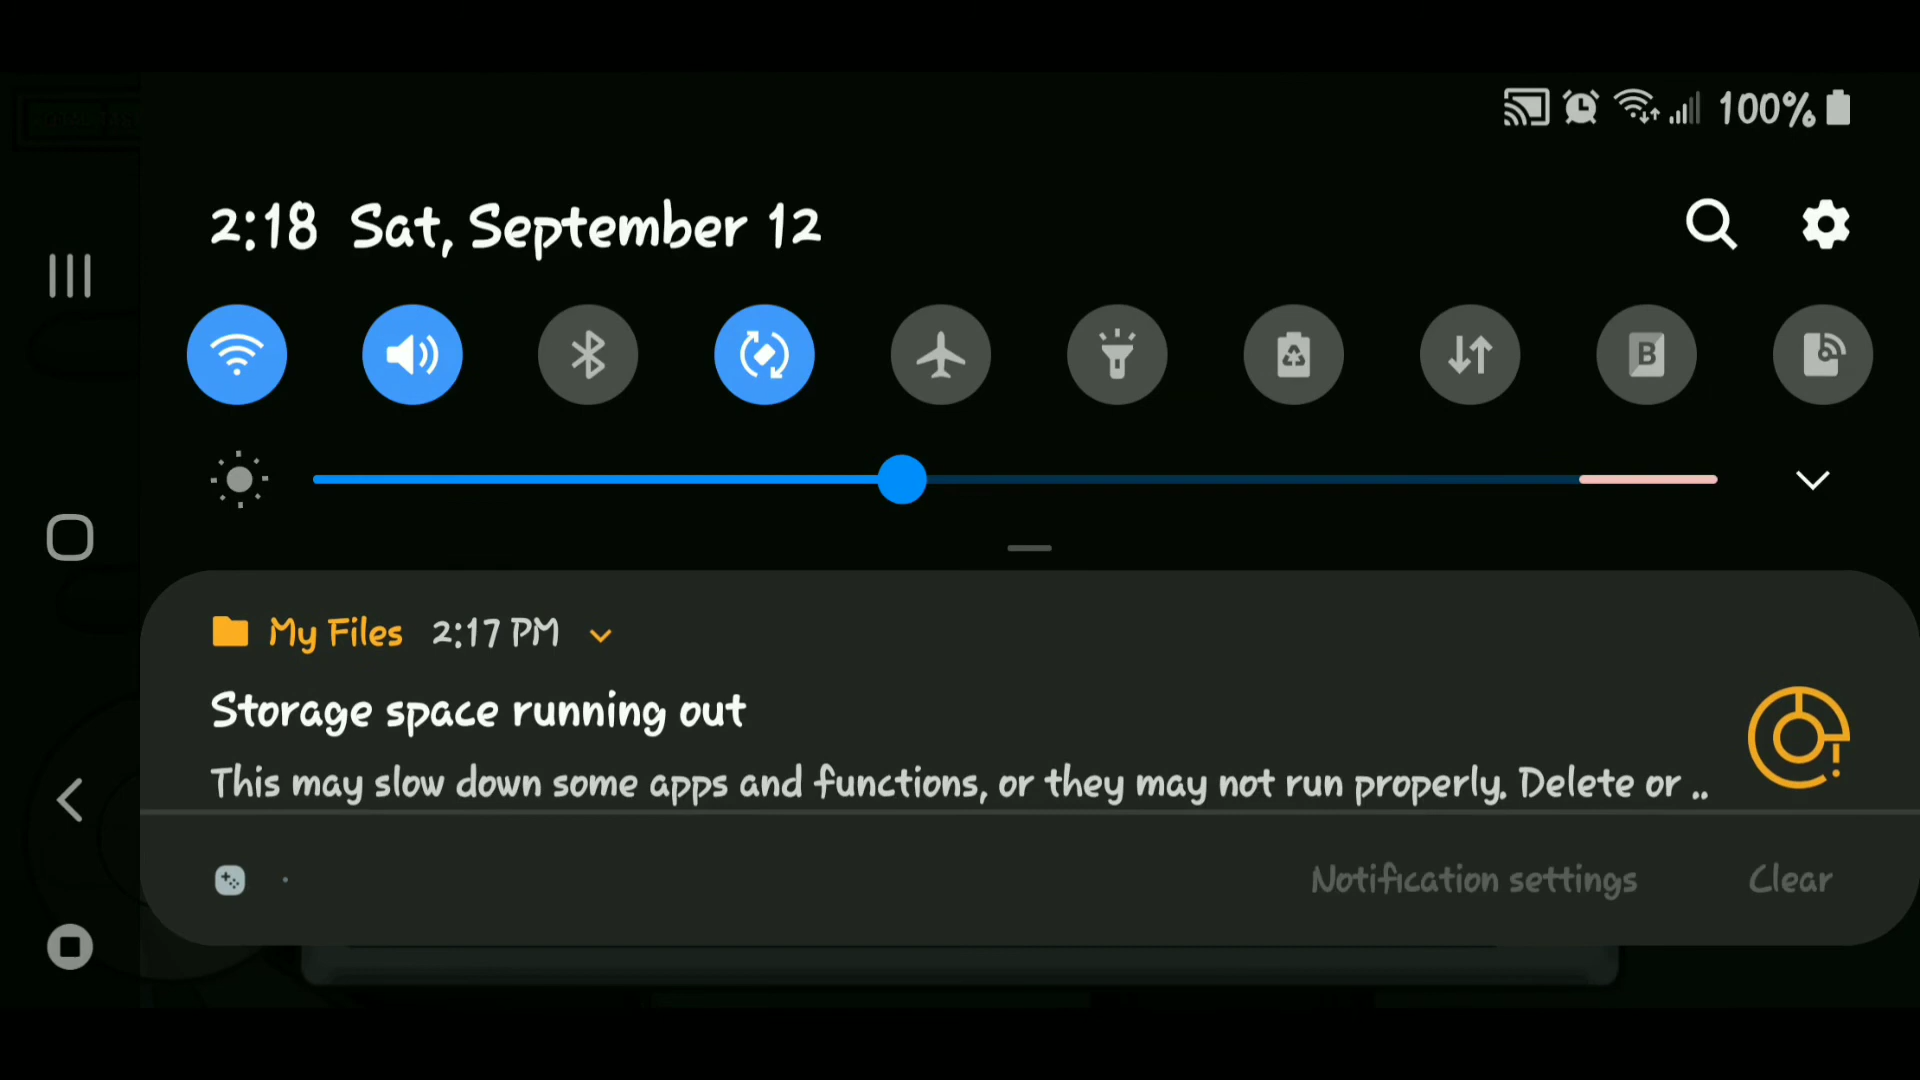 100%
2:18 Sat, September 12
B
My Files 2:17 PM
Storage space running out
This may slow down some apps and functions, or they may not run properly. Delete or ..
Notification settings Clear